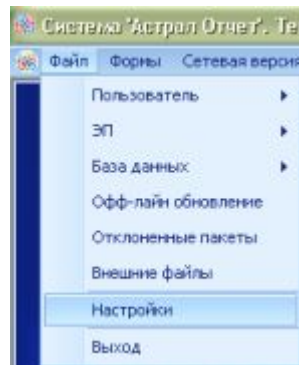 Система "Астрал Отчет". Те
Файл Формы Сетевая версия
Пользователь
ЭП
База данных
Офф-лайн обновление
Отклоненные пакеты
Внешние файлы
Настройки
Выход